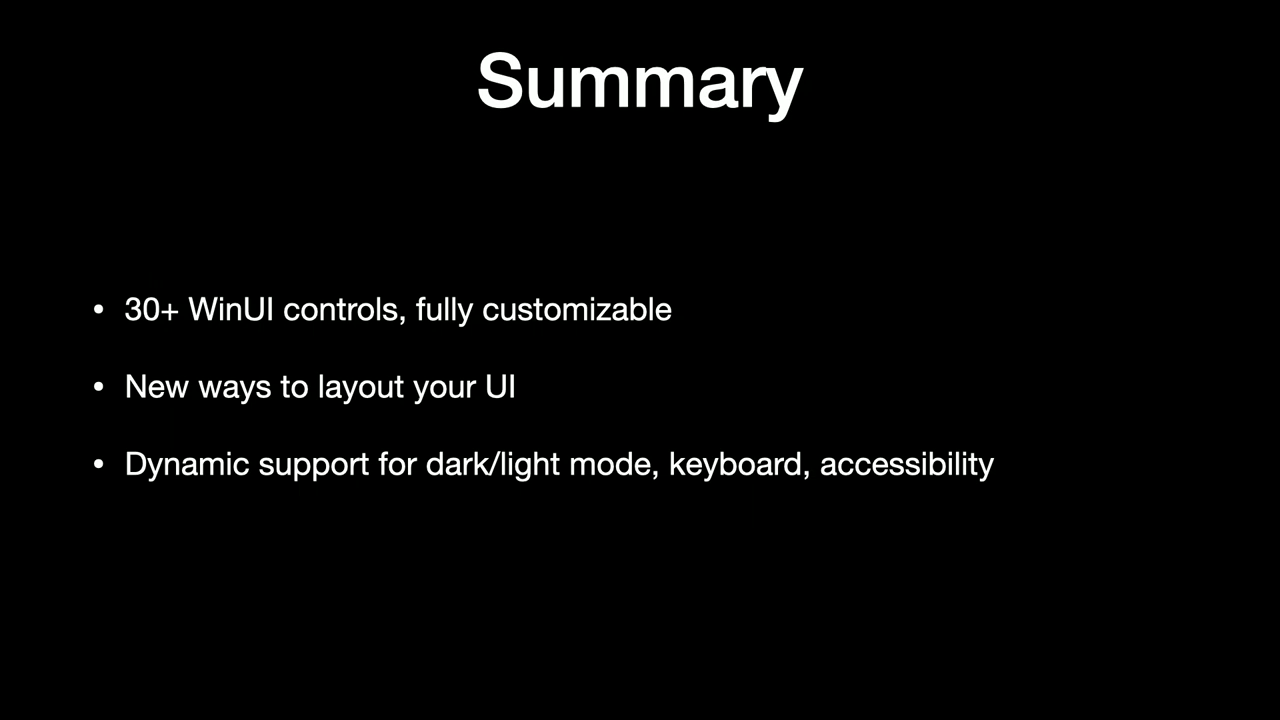 Summary
• 30+ WinUI controls, fully customizable
• New ways to layout your UI
• Dynamic support for dark/light mode, keyboard, accessibility